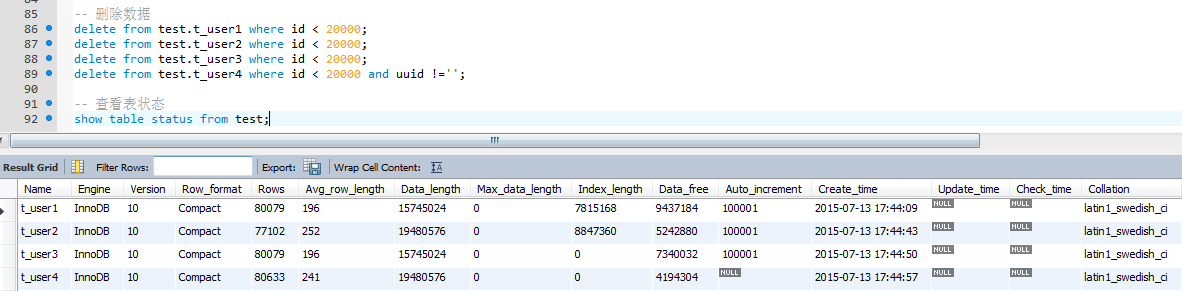 85 -- 删除数据
86 delete from test.t_user1 where id < 20000;
87 delete from test.t_user2 where id < 20000;
88 delete from test.t_user3 where id < 20000;
89 delete from test.t_user4 where id < 20000 and uuid !='';
90
91 -- 查看表状态
92 show table status from test;
Result Grid Filter Rows: Export: Wrap Cell Content:
Name Engine Version Row_format Rows Avg_row_length Data_length Max_data_length Index_length Data_free Auto_increment Create_time Update_time Check_time Collation
t_user1 InnoDB 10 Compact 80079 196 15745024 0 7815168 9437184 100001 2015-07-13 17:44:09 NULL NULL latin1_swedish_ci
t_user2 InnoDB 10 Compact 77102 252 19480576 0 8847360 5242880 100001 2015-07-13 17:44:43 NULL NULL latin1_swedish_ci
t_user3 InnoDB 10 Compact 80079 196 15745024 0 0 7340032 100001 2015-07-13 17:44:50 NULL NULL latin1_swedish_ci
t_user4 InnoDB 10 Compact 80633 241 19480576 0 0 4194304 NULL 2015-07-13 17:44:57 NULL NULL latin1_swedish_ci